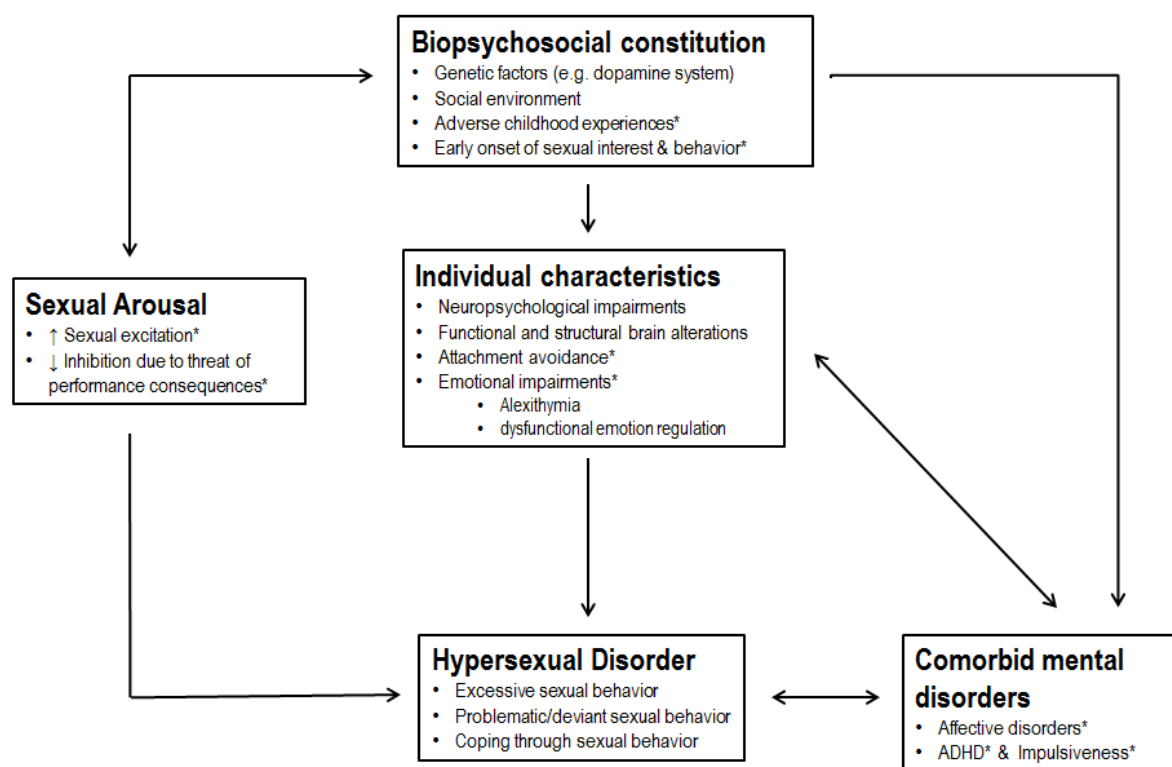 Biopsychosocial constitution
• Genetic factors (e.g. dopamine system)
• Social environment
• Adverse childhood experiences*
• Early onset of sexual interest & behavior*
Sexual Arousal
• ↑ Sexual excitation*
• ↓ Inhibition due to threat of
performance consequences*
Individual characteristics
• Neuropsychological impairments
• Functional and structural brain alterations
• Attachment avoidance*
• Emotional impairments*
• Alexithymia
• dysfunctional emotion regulation
Hypersexual Disorder
• Excessive sexual behavior
• Problematic/deviant sexual behavior
• Coping through sexual behavior
Comorbid mental
disorders
• Affective disorders*
• ADHD* & Impulsiveness*